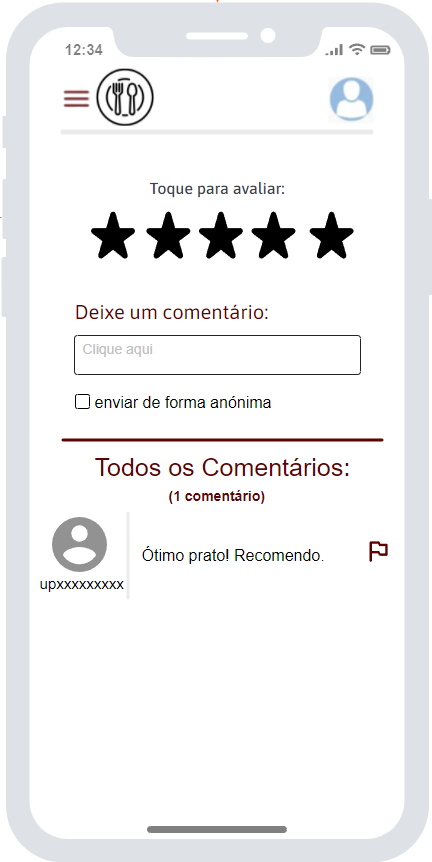 12:34
Toque para avaliar:
Deixe um comentário:
Clique aqui
enviar de forma anónima
Todos os Comentários:
(1 comentário)
Ótimo prato! Recomendo.
upxxxxxxxxx